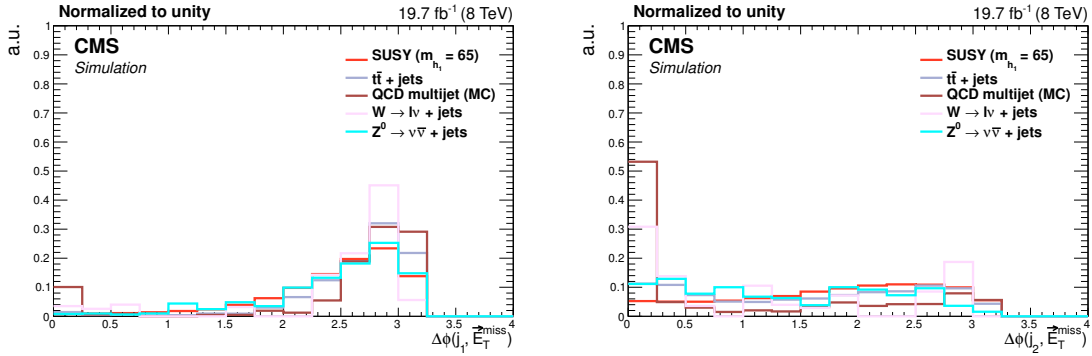 Normalized to unity 19.7 fb⁻¹ (8 TeV)
CMS
Simulation
SUSY (m_h₁ = 65)
tt̄ + jets
QCD multijet (MC)
W → lν + jets
Z⁰ → νν̄ + jets
a.u.
1
0.9
0.8
0.7
0.6
0.5
0.4
0.3
0.2
0.1
0
0 0.5 1 1.5 2 2.5 3 3.5 4
Δϕ(j₁, E⃗_T^miss)
Normalized to unity 19.7 fb⁻¹ (8 TeV)
CMS
Simulation
SUSY (m_h₁ = 65)
tt̄ + jets
QCD multijet (MC)
W → lν + jets
Z⁰ → νν̄ + jets
a.u.
1
0.9
0.8
0.7
0.6
0.5
0.4
0.3
0.2
0.1
0
0 0.5 1 1.5 2 2.5 3 3.5 4
Δϕ(j₂, E⃗_T^miss)